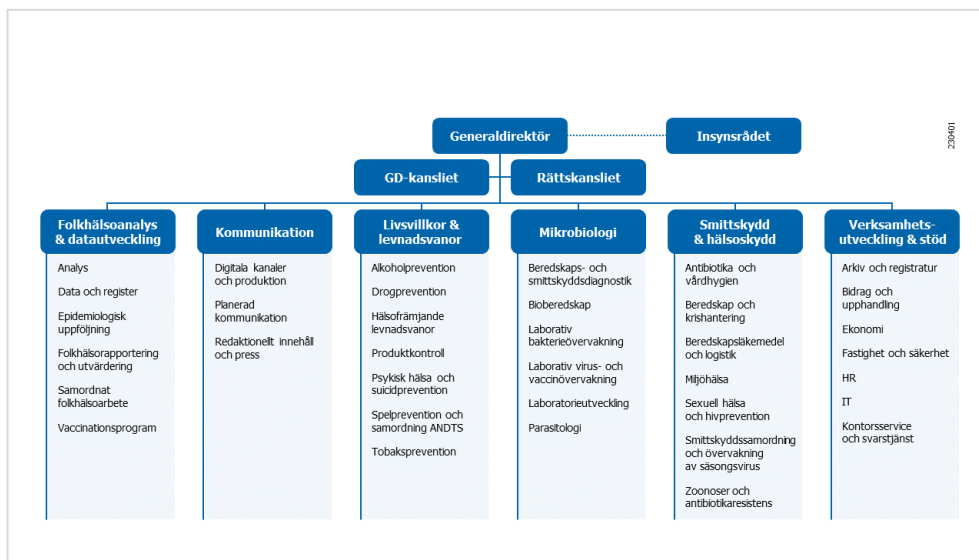 Generaldirektör
Insynsrådet
230401
GD-kansliet
Rättskansliet
Folkhälsoanalys
& datautveckling
Analys
Data och register
Epidemiologisk
uppföljning
Folkhälsorapportering
och utvärdering
Samordnat
folkhälsoarbete
Vaccinationsprogram
Kommunikation
Digitala kanaler
och produktion
Planerad
kommunikation
Redaktionellt innehåll
och press
Livsvillkor &
levnadsvanor
Alkoholprevention
Drogprevention
Hälsofrämjande
levnadsvanor
Produktkontroll
Psykisk hälsa och
suicidprevention
Spelprevention och
samordning ANDTS
Tobaksprevention
Mikrobiologi
Beredskaps- och
smittskyddsdiagnostik
Bioberedskap
Laborativ
bakterieövervakning
Laborativ virus- och
vaccinövervakning
Laboratorieutveckling
Parasitologi
Smittskydd
& hälsoskydd
Antibiotika och
vårdhygien
Beredskap och
krishantering
Beredskapsläkemedel
och logistik
Miljöhälsa
Sexuell hälsa
och hivprevention
Smittskyddssamordning
och övervakning
av säsongsvirus
Zoonoser och
antibiotikaresistens
Verksamhets-
utveckling & stöd
Arkiv och registratur
Bidrag och
upphandling
Ekonomi
Fastighet och säkerhet
HR
IT
Kontorsservice
och svarstjänst